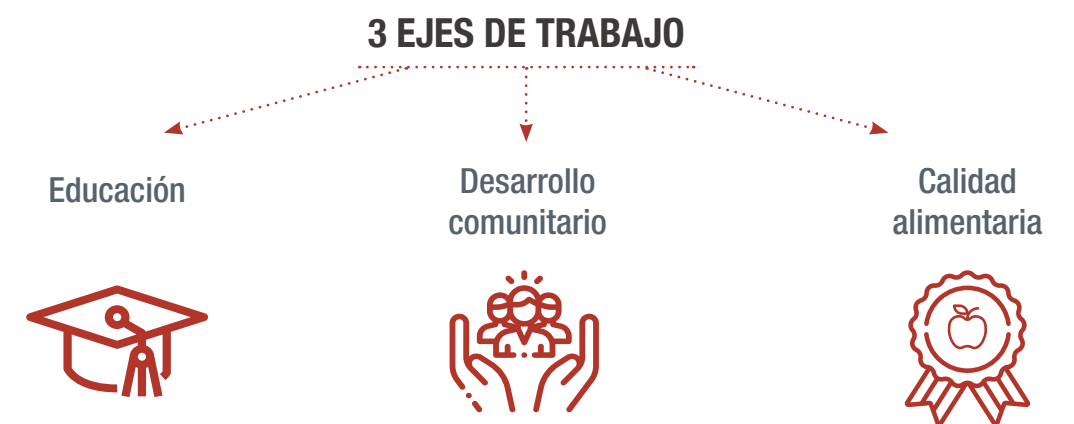 3 EJES DE TRABAJO
Educación
Desarrollo
comunitario
Calidad
alimentaria